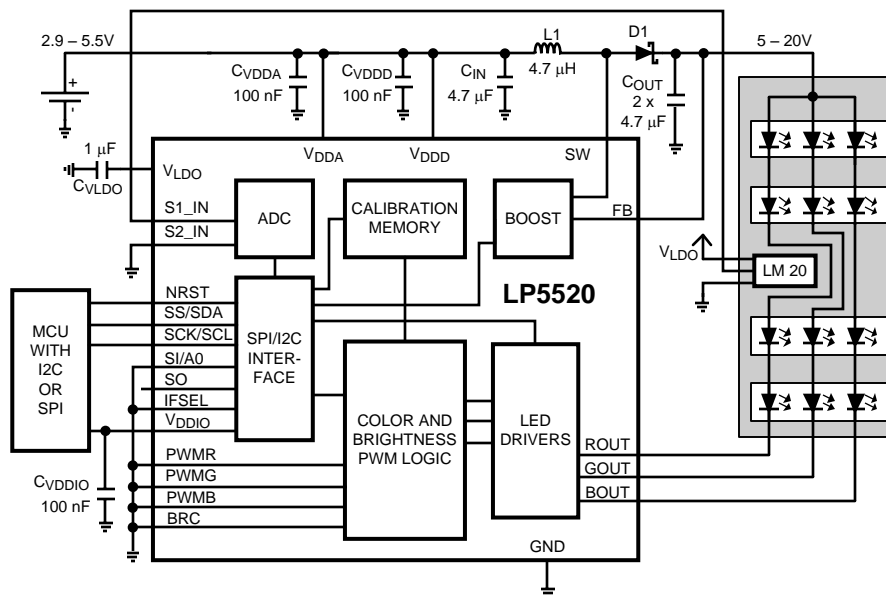 2.9 – 5.5V
L1
4.7 μH
D1
5 – 20V
CVDDA
100 nF
CVDDD
100 nF
CIN
4.7 μF
COUT
2 x
4.7 μF
+
-
1 μF
CVLDO
VLDO
VDDA
VDDD
SW
FB
S1_IN
S2_IN
ADC
CALIBRATION
MEMORY
BOOST
VLDO
LM 20
LP5520
MCU
WITH
I2C
OR
SPI
NRST
SS/SDA
SCK/SCL
SI/A0
SO
IFSEL
VDDIO
SPI/I2C
INTER-
FACE
COLOR AND
BRIGHTNESS
PWM LOGIC
LED
DRIVERS
ROUT
GOUT
BOUT
CVDDIO
100 nF
PWMR
PWMG
PWMB
BRC
GND